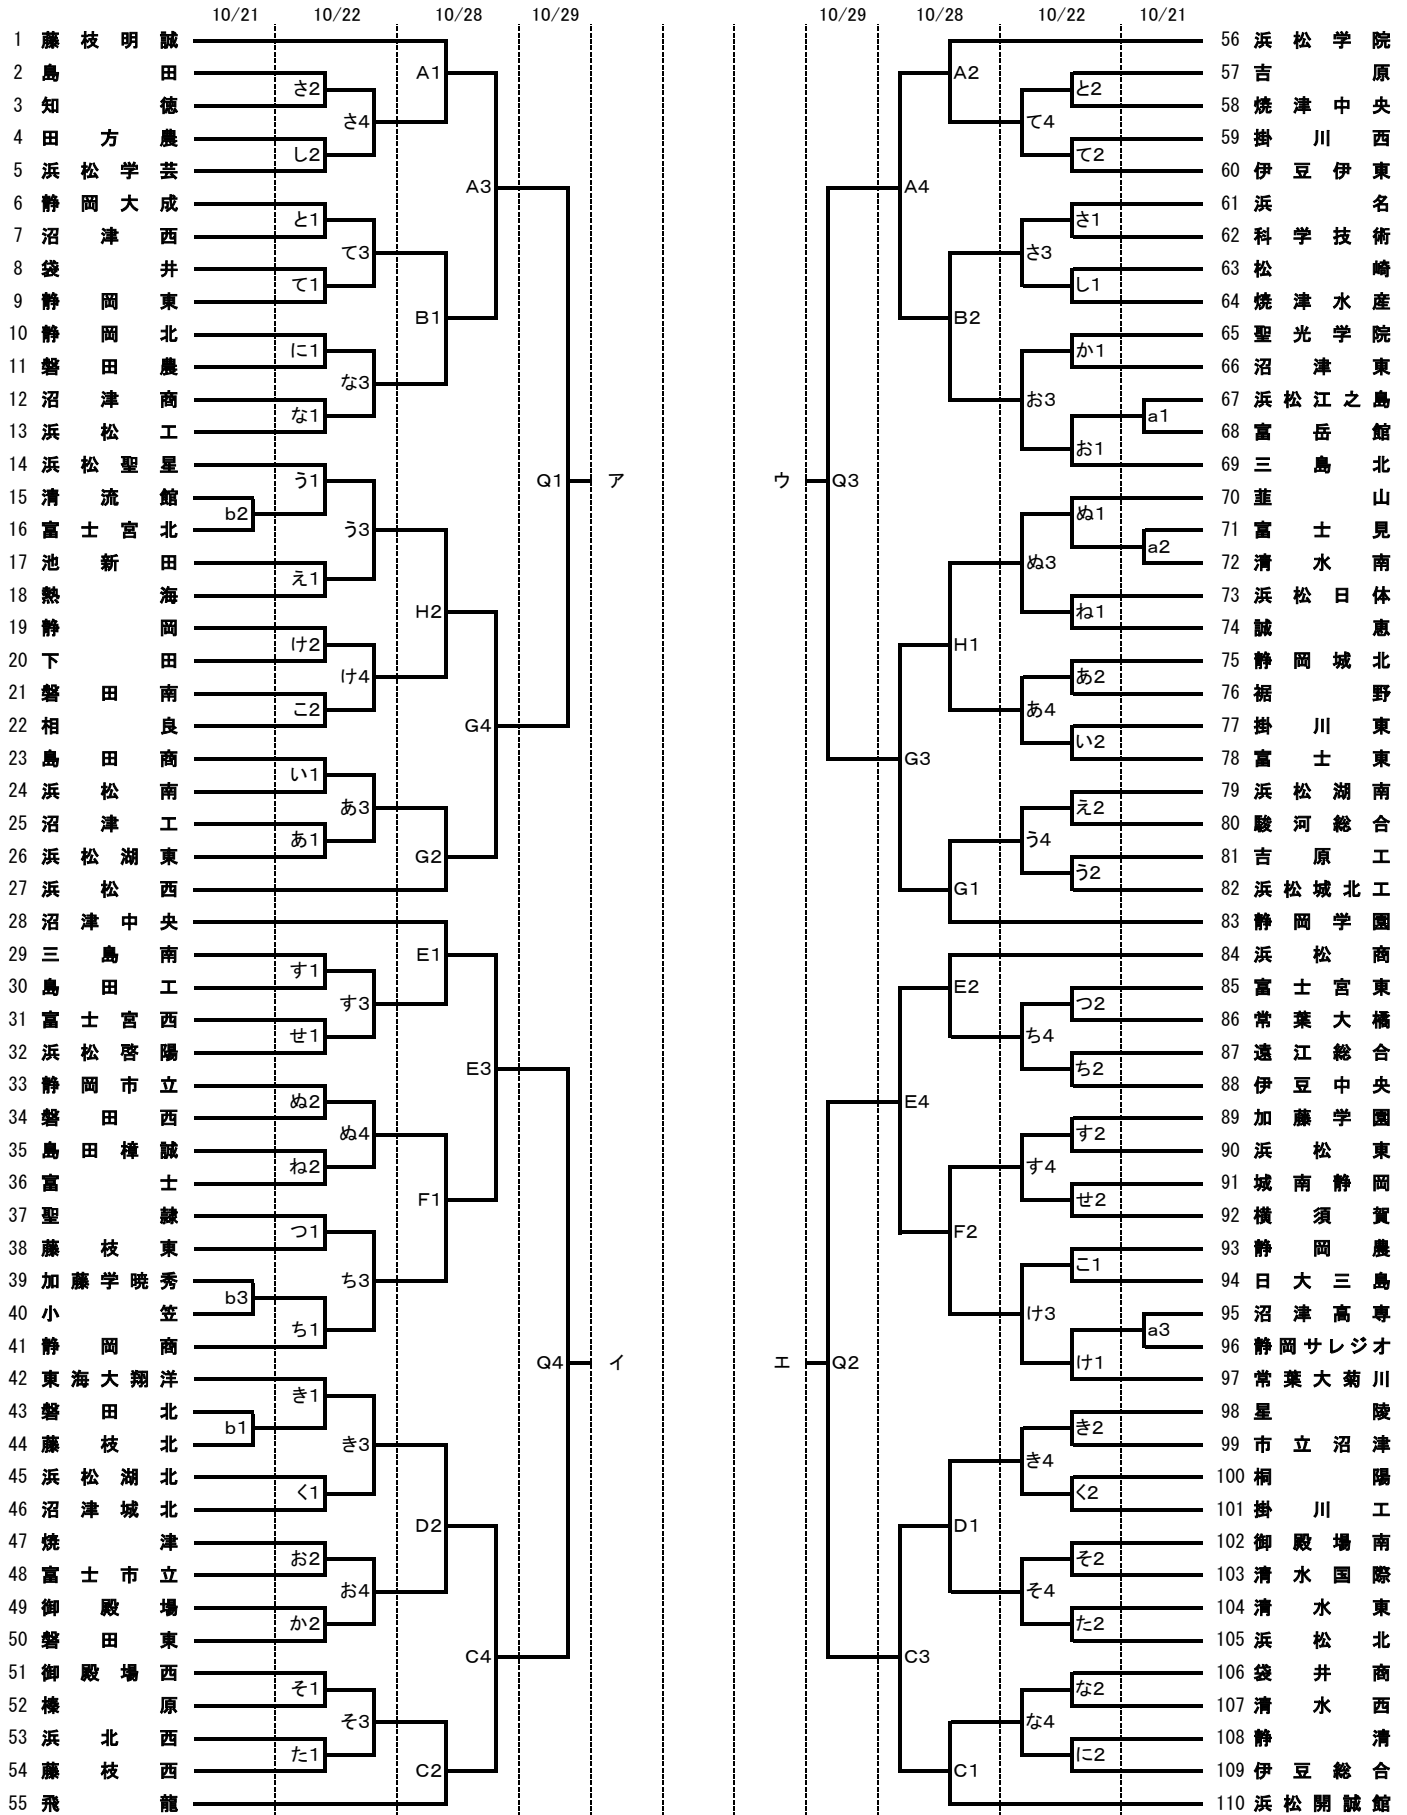 10/21 10/22 10/28 10/29 10/29 10/28 10/22 10/21
1 藤枝明誠 56 浜松学院
2 島田 A1 A2 57 吉原
さ2 と2
3 知徳 58 焼津中央
さ4 て4
4 田方農 59 掛川西
し2 て2
5 浜松学芸 60 伊豆伊東
A3 A4
6 静岡大成 61 浜名
と1 さ1
7 沼津西 62 科学技術
て3 さ3
8 袋井 63 松崎
て1 し1
9 静岡東 64 焼津水産
B1 B2
10 静岡北 65 聖光学院
に1 か1
11 磐田農 66 沼津東
な3
12 沼津商 お3 67 浜松江之島
な1 a1
13 浜松工 68 富岳館
お1
14 浜松聖星 69 三島北
う1 Q1 ア ウ Q3
15 清流館 70 韮山
b2 ぬ1
16 富士宮北 う3 71 富士見
a2
17 池新田 ぬ3 72 清水南
え1
18 熱海 73 浜松日体
H2 ね1
19 静岡 74 誠恵
け2 H1
20 下田 75 静岡城北
け4 あ2
21 磐田南 76 裾野
こ2 あ4
22 相良 G4 77 掛川東
い2
23 島田商 G3 78 富士東
い1
24 浜松南 79 浜松湖南
あ3 え2
25 沼津工 80 駿河総合
あ1 う4
26 浜松湖東 G2 81 吉原工
う2
27 浜松西 G1 82 浜松城北工
28 沼津中央 83 静岡学園
29 三島南 E1 84 浜松商
す1
30 島田工 E2 85 富士宮東
す3 つ2
31 富士宮西 86 常葉大橘
せ1 ち4
32 浜松啓陽 87 遠江総合
E3 ち2
33 静岡市立 88 伊豆中央
ぬ2 E4
34 磐田西 89 加藤学園
ぬ4 す2
35 島田樟誠 90 浜松東
ね2 す4
36 富士 91 城南静岡
F1 せ2
37 聖隷 92 横須賀
つ1 F2
38 藤枝東 93 静岡農
こ1
39 加藤学暁秀 ち3 94 日大三島
b3
40 小笠 け3 95 沼津高専
ち1 a3
41 静岡商 96 静岡サレジオ
Q4 イ エ Q2 け1
42 東海大翔洋 97 常葉大菊川
き1
43 磐田北 98 星陵
b1 き2
44 藤枝北 き3 99 市立沼津
き4
45 浜松湖北 100 桐陽
く1 く2
46 沼津城北 101 掛川工
D2 D1
47 焼津 102 御殿場南
お2 そ2
48 富士市立 103 清水国際
お4 そ4
49 御殿場 104 清水東
か2 た2
50 磐田東 105 浜松北
C4 C3
51 御殿場西 106 袋井商
そ1 な2
52 榛原 107 清水西
そ3 な4
53 浜北西 108 静清
た1 に2
54 藤枝西 C2 C1 109 伊豆総合
55 飛龍 110 浜松開誠館